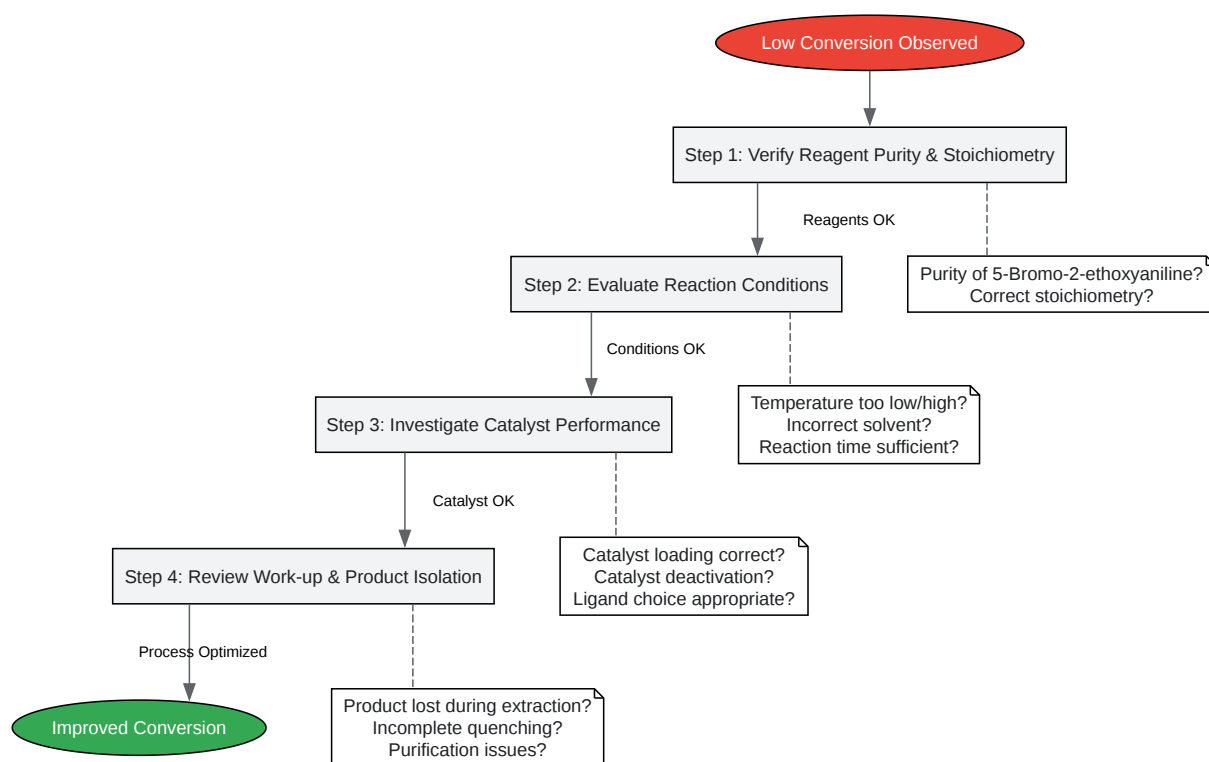 Low Conversion Observed
Step 1: Verify Reagent Purity & Stoichiometry
Reagents OK
Purity of 5-Bromo-2-ethoxyaniline?
Correct stoichiometry?
Step 2: Evaluate Reaction Conditions
Conditions OK
Temperature too low/high?
Incorrect solvent?
Reaction time sufficient?
Step 3: Investigate Catalyst Performance
Catalyst OK
Catalyst loading correct?
Catalyst deactivation?
Ligand choice appropriate?
Step 4: Review Work-up & Product Isolation
Process Optimized
Product lost during extraction?
Incomplete quenching?
Purification issues?
Improved Conversion